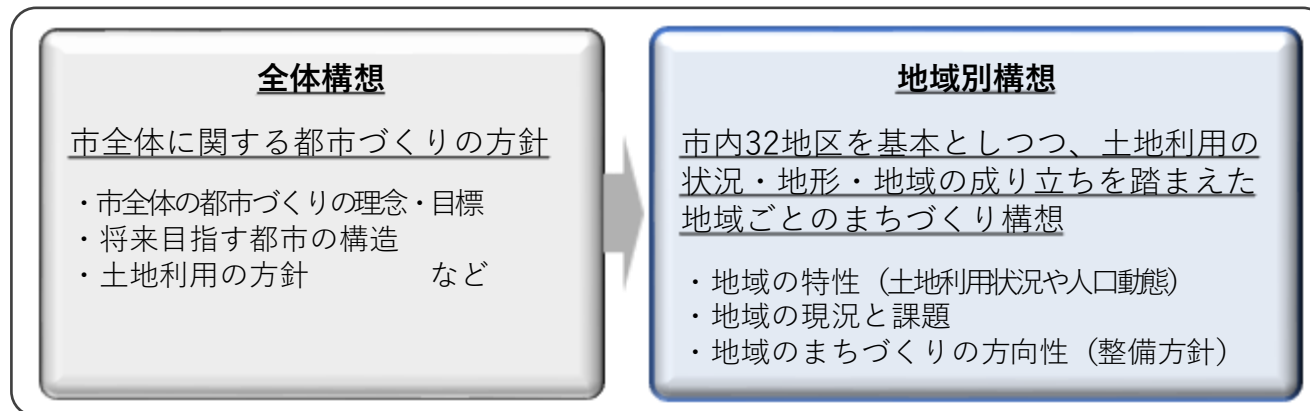 全体構想
市全体に関する都市づくりの方針
・市全体の都市づくりの理念・目標
・将来目指す都市の構造
・土地利用の方針　　　　　など
地域別構想
市内32地区を基本としつつ、土地利用の
状況・地形・地域の成り立ちを踏まえた
地域ごとのまちづくり構想
・地域の特性（土地利用状況や人口動態）
・地域の現況と課題
・地域のまちづくりの方向性（整備方針）